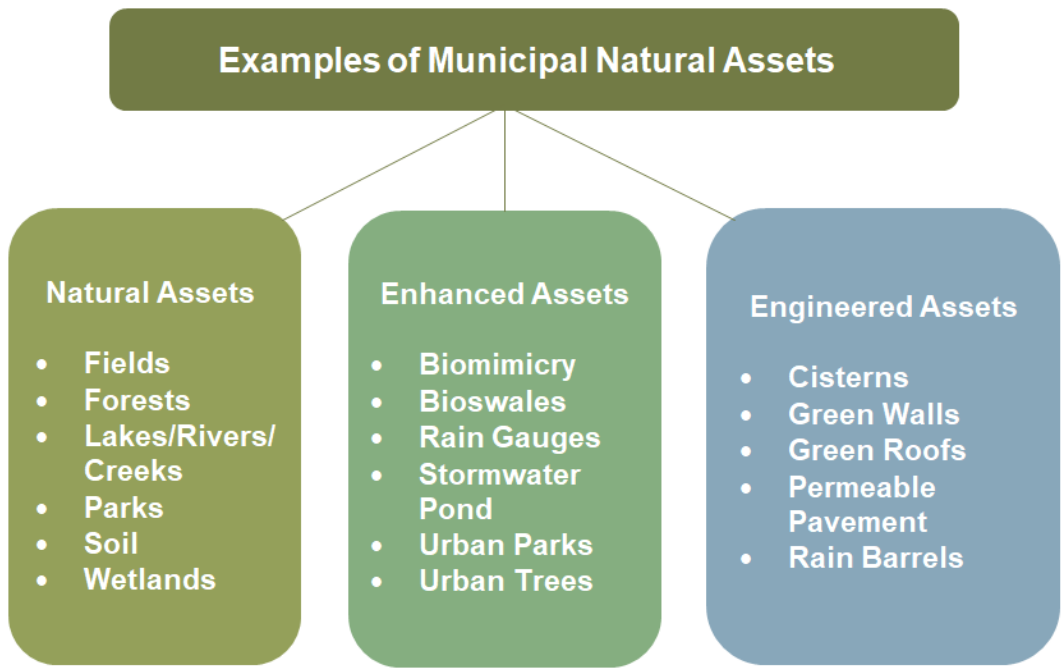 Examples of Municipal Natural Assets
Natural Assets
• Fields
• Forests
• Lakes/Rivers/
Creeks
• Parks
• Soil
• Wetlands
Enhanced Assets
• Biomimicry
• Bioswales
• Rain Gauges
• Stormwater
Pond
• Urban Parks
• Urban Trees
Engineered Assets
• Cisterns
• Green Walls
• Green Roofs
• Permeable
Pavement
• Rain Barrels